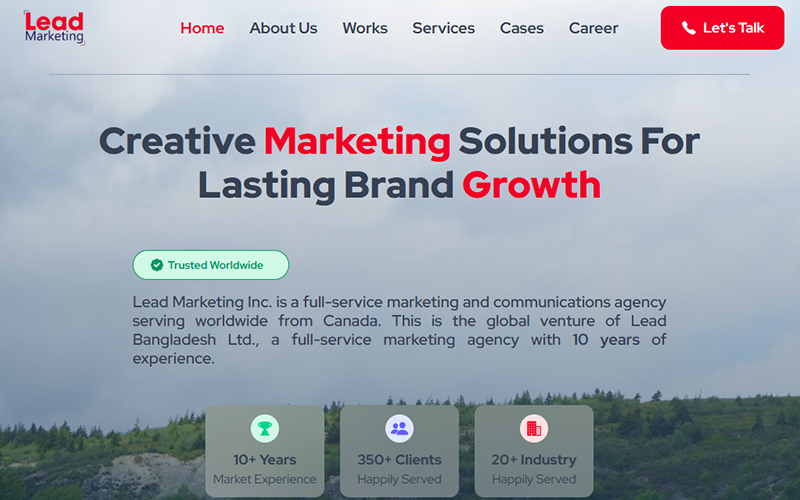 Lead
Marketing
Home About Us Works Services Cases Career Let's Talk
Creative Marketing Solutions For
Lasting Brand Growth
Trusted Worldwide
Lead Marketing Inc. is a full-service marketing and communications agency
serving worldwide from Canada. This is the global venture of Lead
Bangladesh Ltd., a full-service marketing agency with 10 years of
experience.
10+ Years 350+ Clients 20+ Industry
Market Experience Happily Served Happily Served